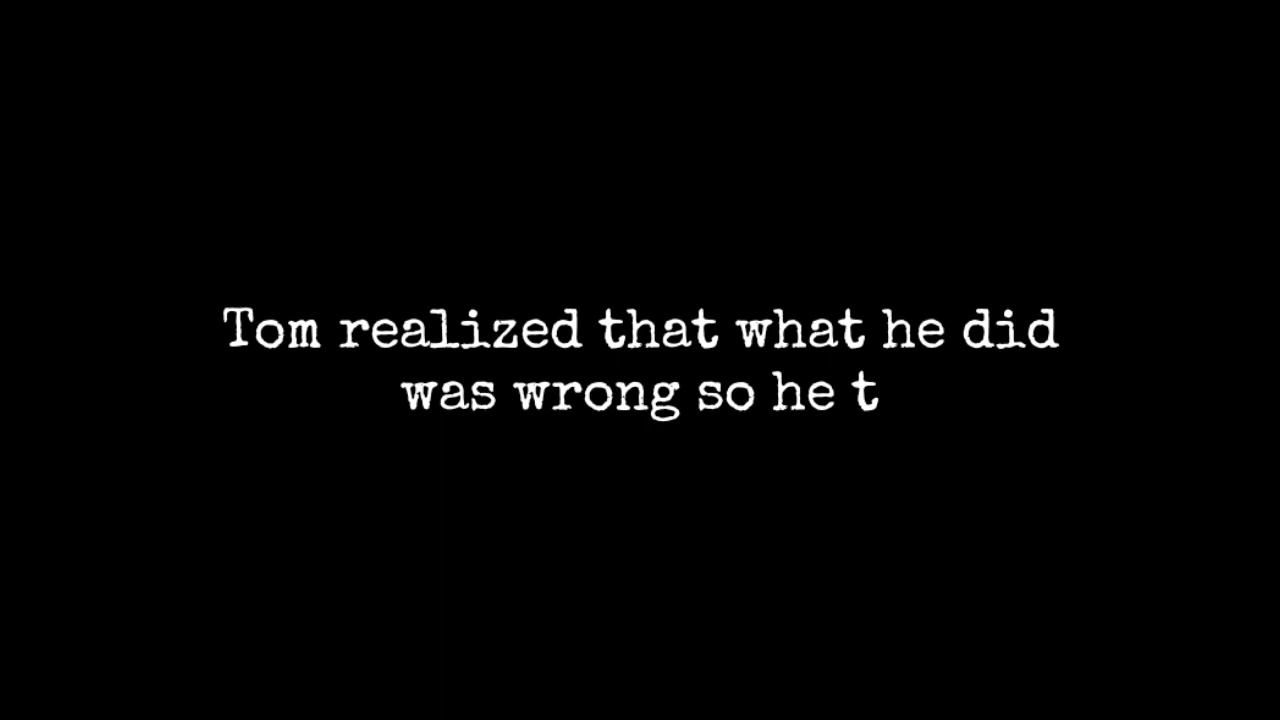 Tom realized that what he did
was wrong so he t